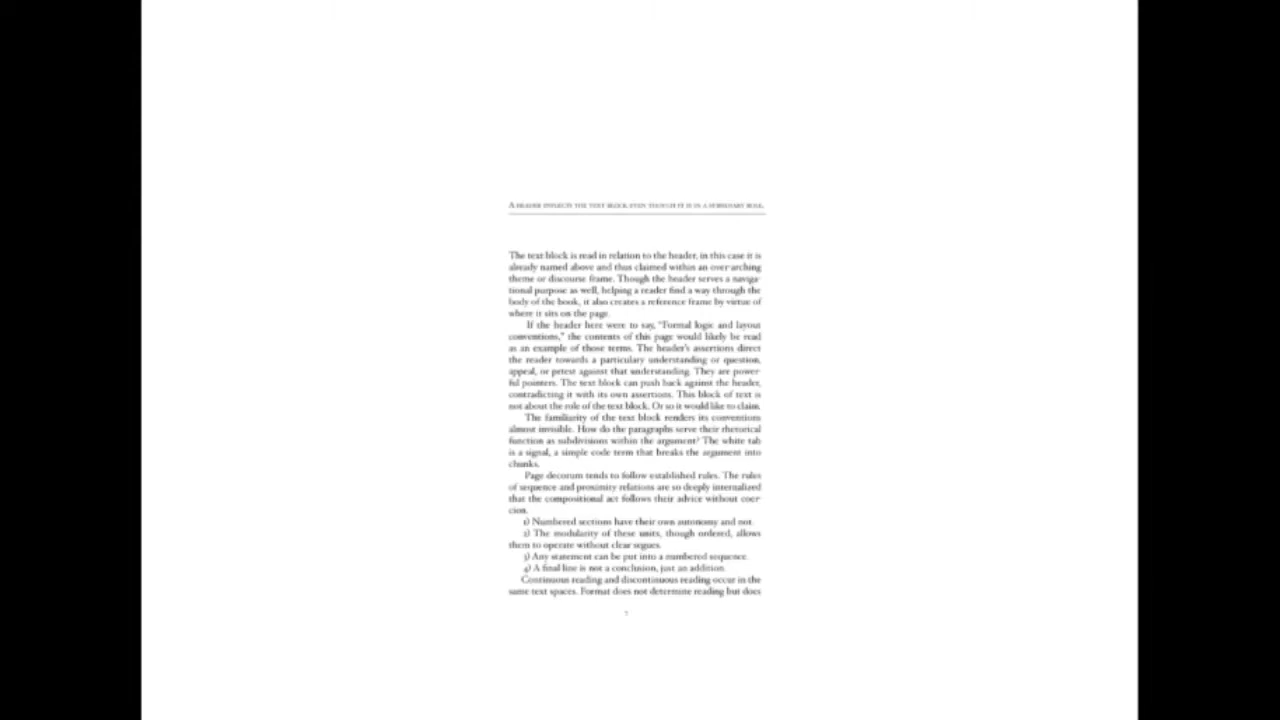 A HEADER INFLECTS THE TEXT BLOCK EVEN THOUGH IT IS IN A SUBSIDIARY ROLE.
The text block is read in relation to the header, in this case it is
already named above and thus claimed within an over-arching
theme or discourse frame. Though the header serves a naviga-
tional purpose as well, helping a reader find a way through the
body of the book, it also creates a reference frame by virtue of
where it sits on the page.
If the header here were to say, "Formal logic and layout
conventions," the contents of this page would likely be read
as an example of those terms. The header's assertions direct
the reader towards a particulary understanding or question,
appeal, or pretest against that understanding. They are power-
ful pointers. The text block can push back against the header,
contradicting it with its own assertions. This block of text is
not about the role of the text block. Or so it would like to claim.
The familiarity of the text block renders its conventions
almost invisible. How do the paragraphs serve their rhetorical
function as subdivisions within the argument? The white tab
is a signal, a simple code term that breaks the argument into
chunks.
Page decorum tends to follow established rules. The rules
of sequence and proximity relations are so deeply internalized
that the compositional act follows their advice without coer-
cion.
1) Numbered sections have their own autonomy and not.
2) The modularity of these units, though ordered, allows
them to operate without clear segues.
3) Any statement can be put into a numbered sequence.
4) A final line is not a conclusion, just an addition.
Continuous reading and discontinuous reading occur in the
same text spaces. Format does not determine reading but does